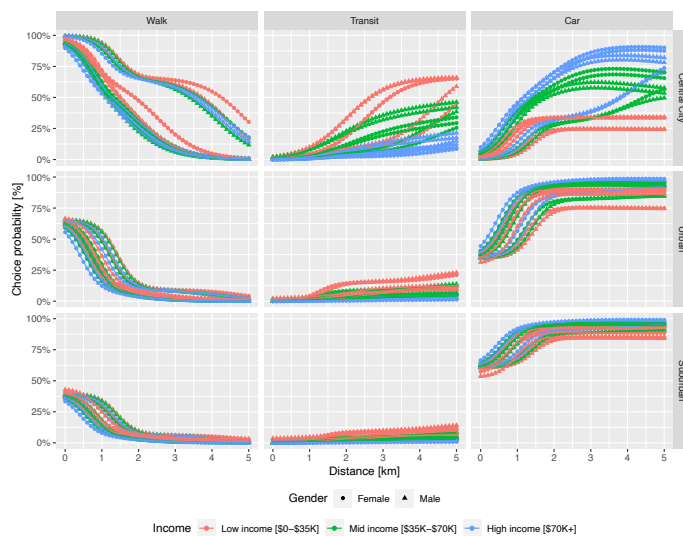 Walk Transit Car
100%
75%
50%
25%
0%
Central City
100%
75%
50%
25%
0%
Urban
100%
75%
50%
25%
0%
Suburban
Choice probability [%]
0 1 2 3 4 5 0 1 2 3 4 5 0 1 2 3 4 5
Distance [km]
Gender Female Male
Income Low income [$0−$35K] Mid income [$35K−$70K] High income [$70K+]